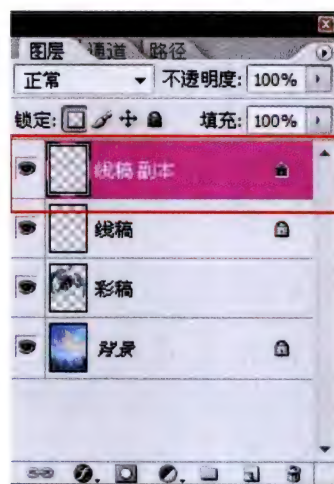 图层 通道 路径
正常 不透明度: 100%
锁定: 填充: 100%
线稿 副本
线稿
彩稿
背景